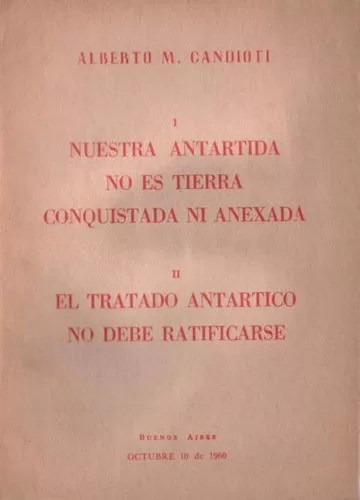 ALBERTO M. CANDIOTI
I
NUESTRA ANTARTIDA
NO ES TIERRA
CONQUISTADA NI ANEXADA
II
EL TRATADO ANTARTICO
NO DEBE RATIFICARSE
BUENOS AIRES
OCTUBRE 10 de 1960